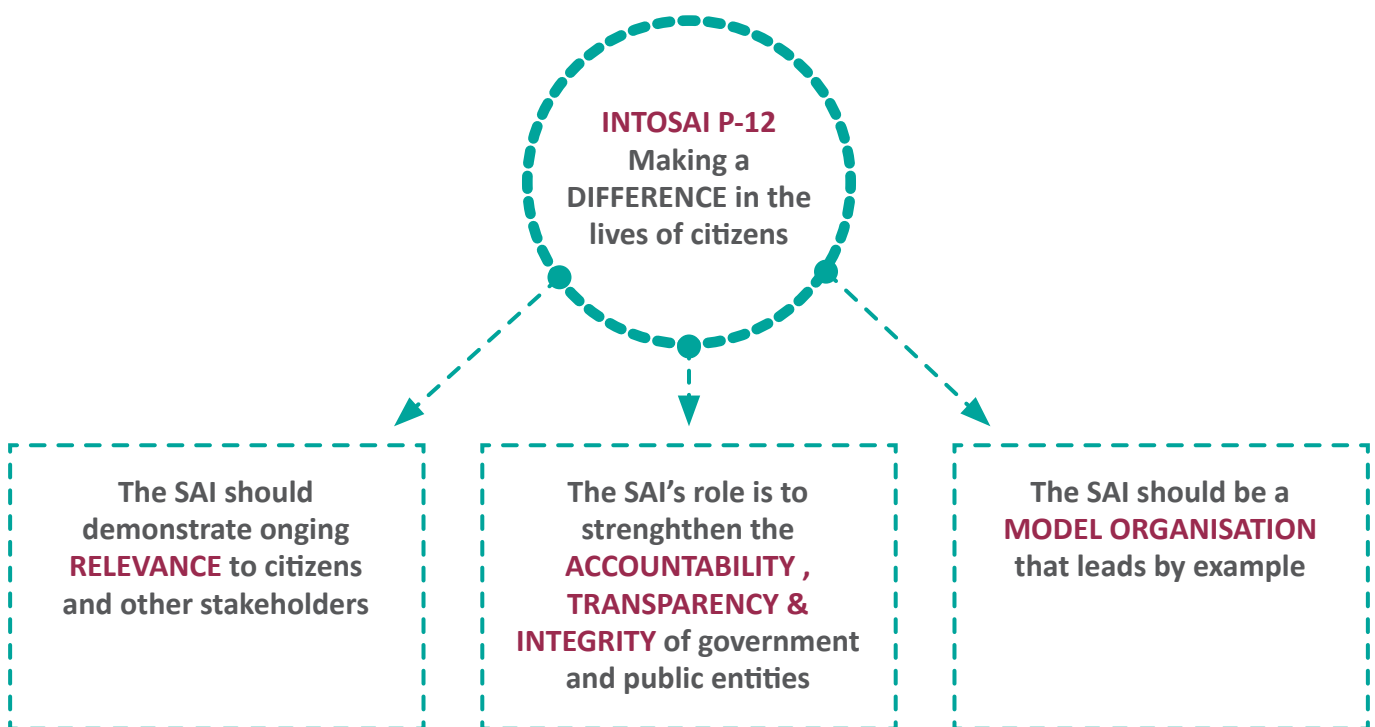 INTOSAI P-12
Making a
DIFFERENCE in the
lives of citizens
The SAI should
demonstrate onging
RELEVANCE to citizens
and other stakeholders
The SAI’s role is to
strenghthen the
ACCOUNTABILITY ,
TRANSPARENCY &
INTEGRITY of government
and public entities
The SAI should be a
MODEL ORGANISATION
that leads by example